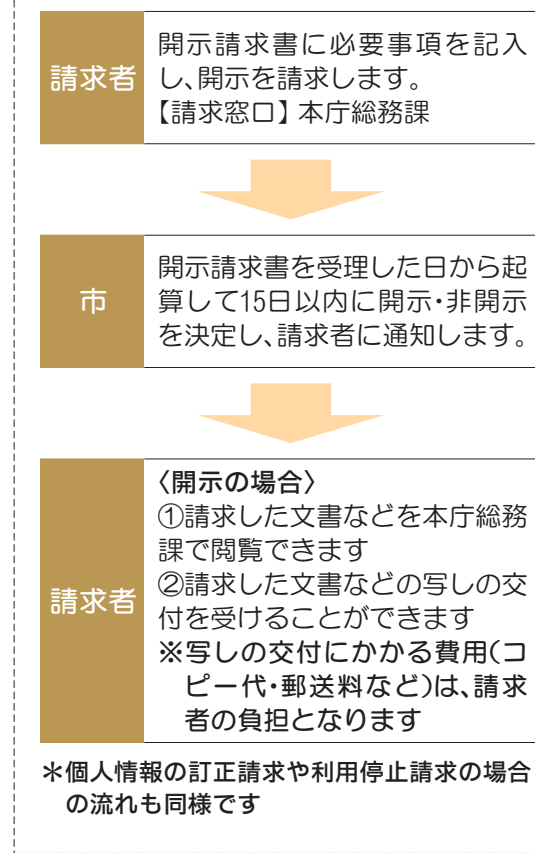 請求者
開示請求書に必要事項を記入
し、開示を請求します。
【請求窓口】本庁総務課
市
開示請求書を受理した日から起
算して15日以内に開示・非開示
を決定し、請求者に通知します。
請求者
〈開示の場合〉
①請求した文書などを本庁総務
課で閲覧できます
②請求した文書などの写しの交
付を受けることができます
※写しの交付にかかる費用（コ
ピー代・郵送料など）は、請求
者の負担となります
＊個人情報の訂正請求や利用停止請求の場合
の流れも同様です